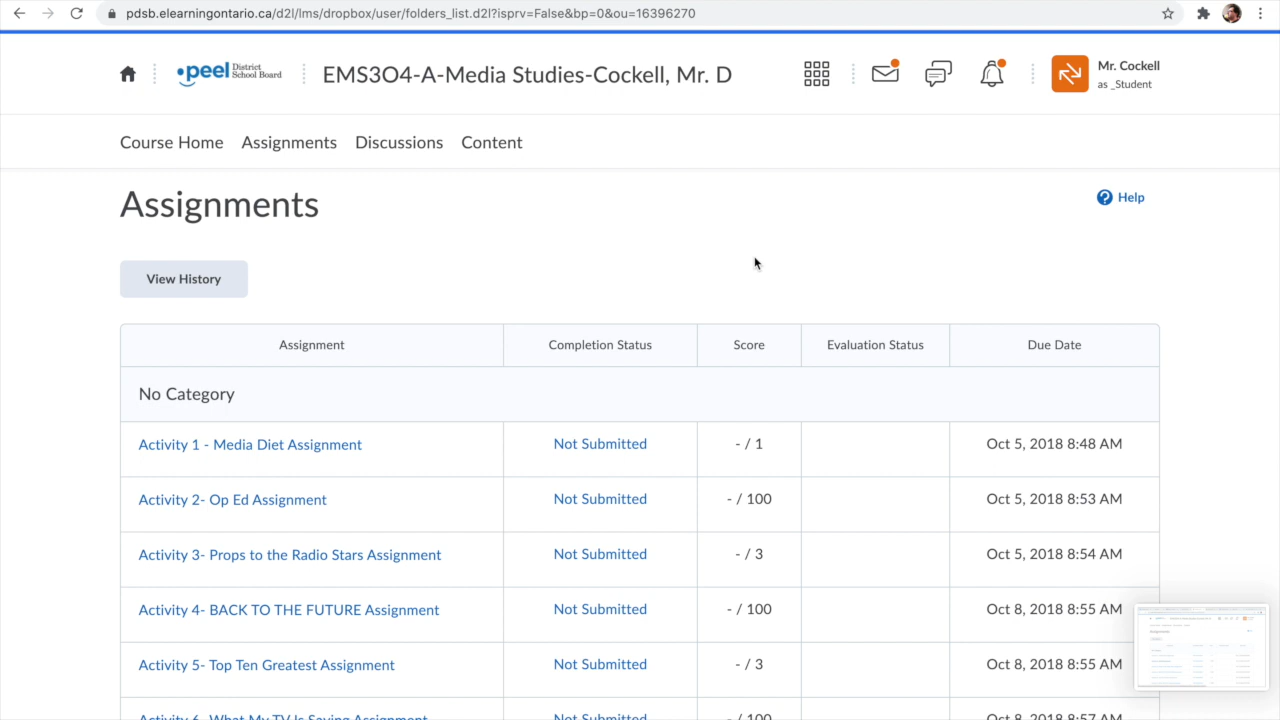 pdsb.elearningontario.ca/d2l/lms/dropbox/user/folders_list.d2l?isprv=False&bp=0&ou=16396270
peel District School Board
EMS3O4-A-Media Studies-Cockell, Mr. D
Mr. Cockell
as _Student
Course Home Assignments Discussions Content
Assignments
Help
View History
Assignment Completion Status Score Evaluation Status Due Date
No Category
Activity 1 - Media Diet Assignment Not Submitted - / 1 Oct 5, 2018 8:48 AM
Activity 2- Op Ed Assignment Not Submitted - / 100 Oct 5, 2018 8:53 AM
Activity 3- Props to the Radio Stars Assignment Not Submitted - / 3 Oct 5, 2018 8:54 AM
Activity 4- BACK TO THE FUTURE Assignment Not Submitted - / 100 Oct 8, 2018 8:55 AM
Activity 5- Top Ten Greatest Assignment Not Submitted - / 3 Oct 8, 2018 8:55 AM
Activity 6- What My TV Is Saying Assignment Not Submitted - / 100 Oct 8, 2018 8:57 AM